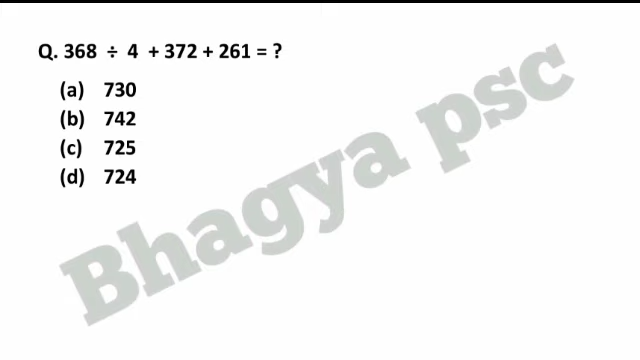 Q. 368 ÷ 4 + 372 + 261 = ?
(a) 730
(b) 742
(c) 725
(d) 724
Bhagya psc